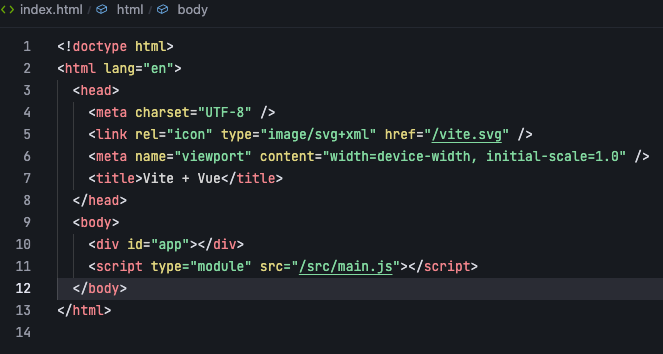 index.html / html / body
1 <!doctype html>
2 <html lang="en">
3 <head>
4 <meta charset="UTF-8" />
5 <link rel="icon" type="image/svg+xml" href="/vite.svg" />
6 <meta name="viewport" content="width=device-width, initial-scale=1.0" />
7 <title>Vite + Vue</title>
8 </head>
9 <body>
10 <div id="app"></div>
11 <script type="module" src="/src/main.js"></script>
12 </body>
13 </html>
14